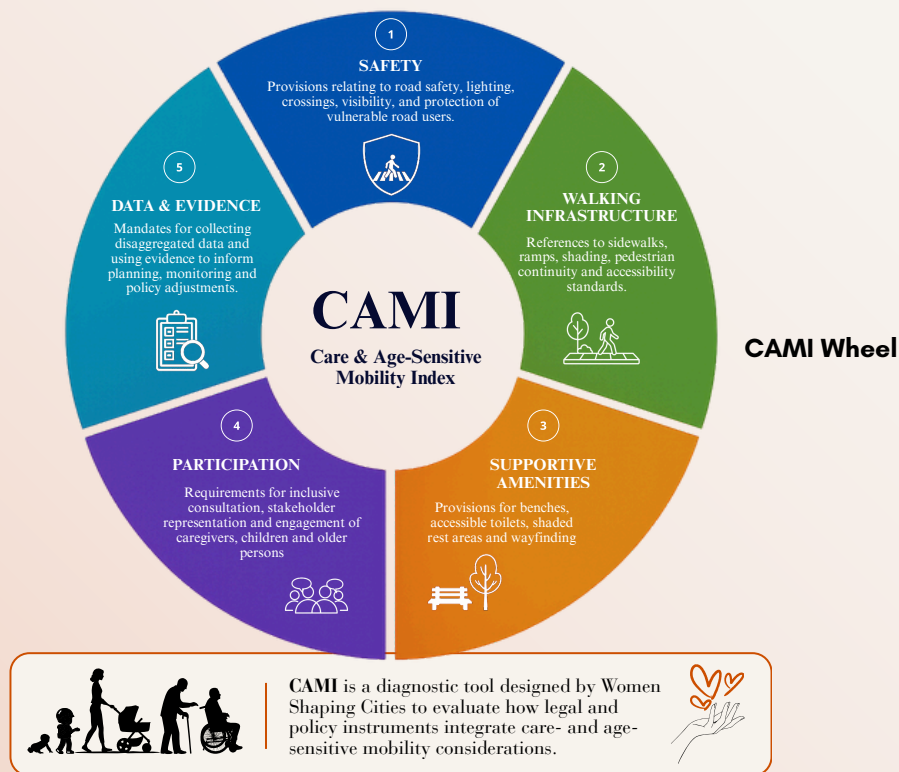 1
SAFETY
Provisions relating to road safety, lighting,
crossings, visibility, and protection of
vulnerable road users.
2
WALKING
INFRASTRUCTURE
References to sidewalks,
ramps, shading, pedestrian
continuity and accessibility
standards.
3
SUPPORTIVE
AMENITIES
Provisions for benches,
accessible toilets, shaded
rest areas and wayfinding
4
PARTICIPATION
Requirements for inclusive
consultation, stakeholder
representation and engagement of
caregivers, children and older
persons
5
DATA & EVIDENCE
Mandates for collecting
disaggregated data and
using evidence to inform
planning, monitoring and
policy adjustments.
CAMI
Care & Age-Sensitive
Mobility Index
CAMI Wheel
CAMI is a diagnostic tool designed by Women
Shaping Cities to evaluate how legal and
policy instruments integrate care- and age-
sensitive mobility considerations.